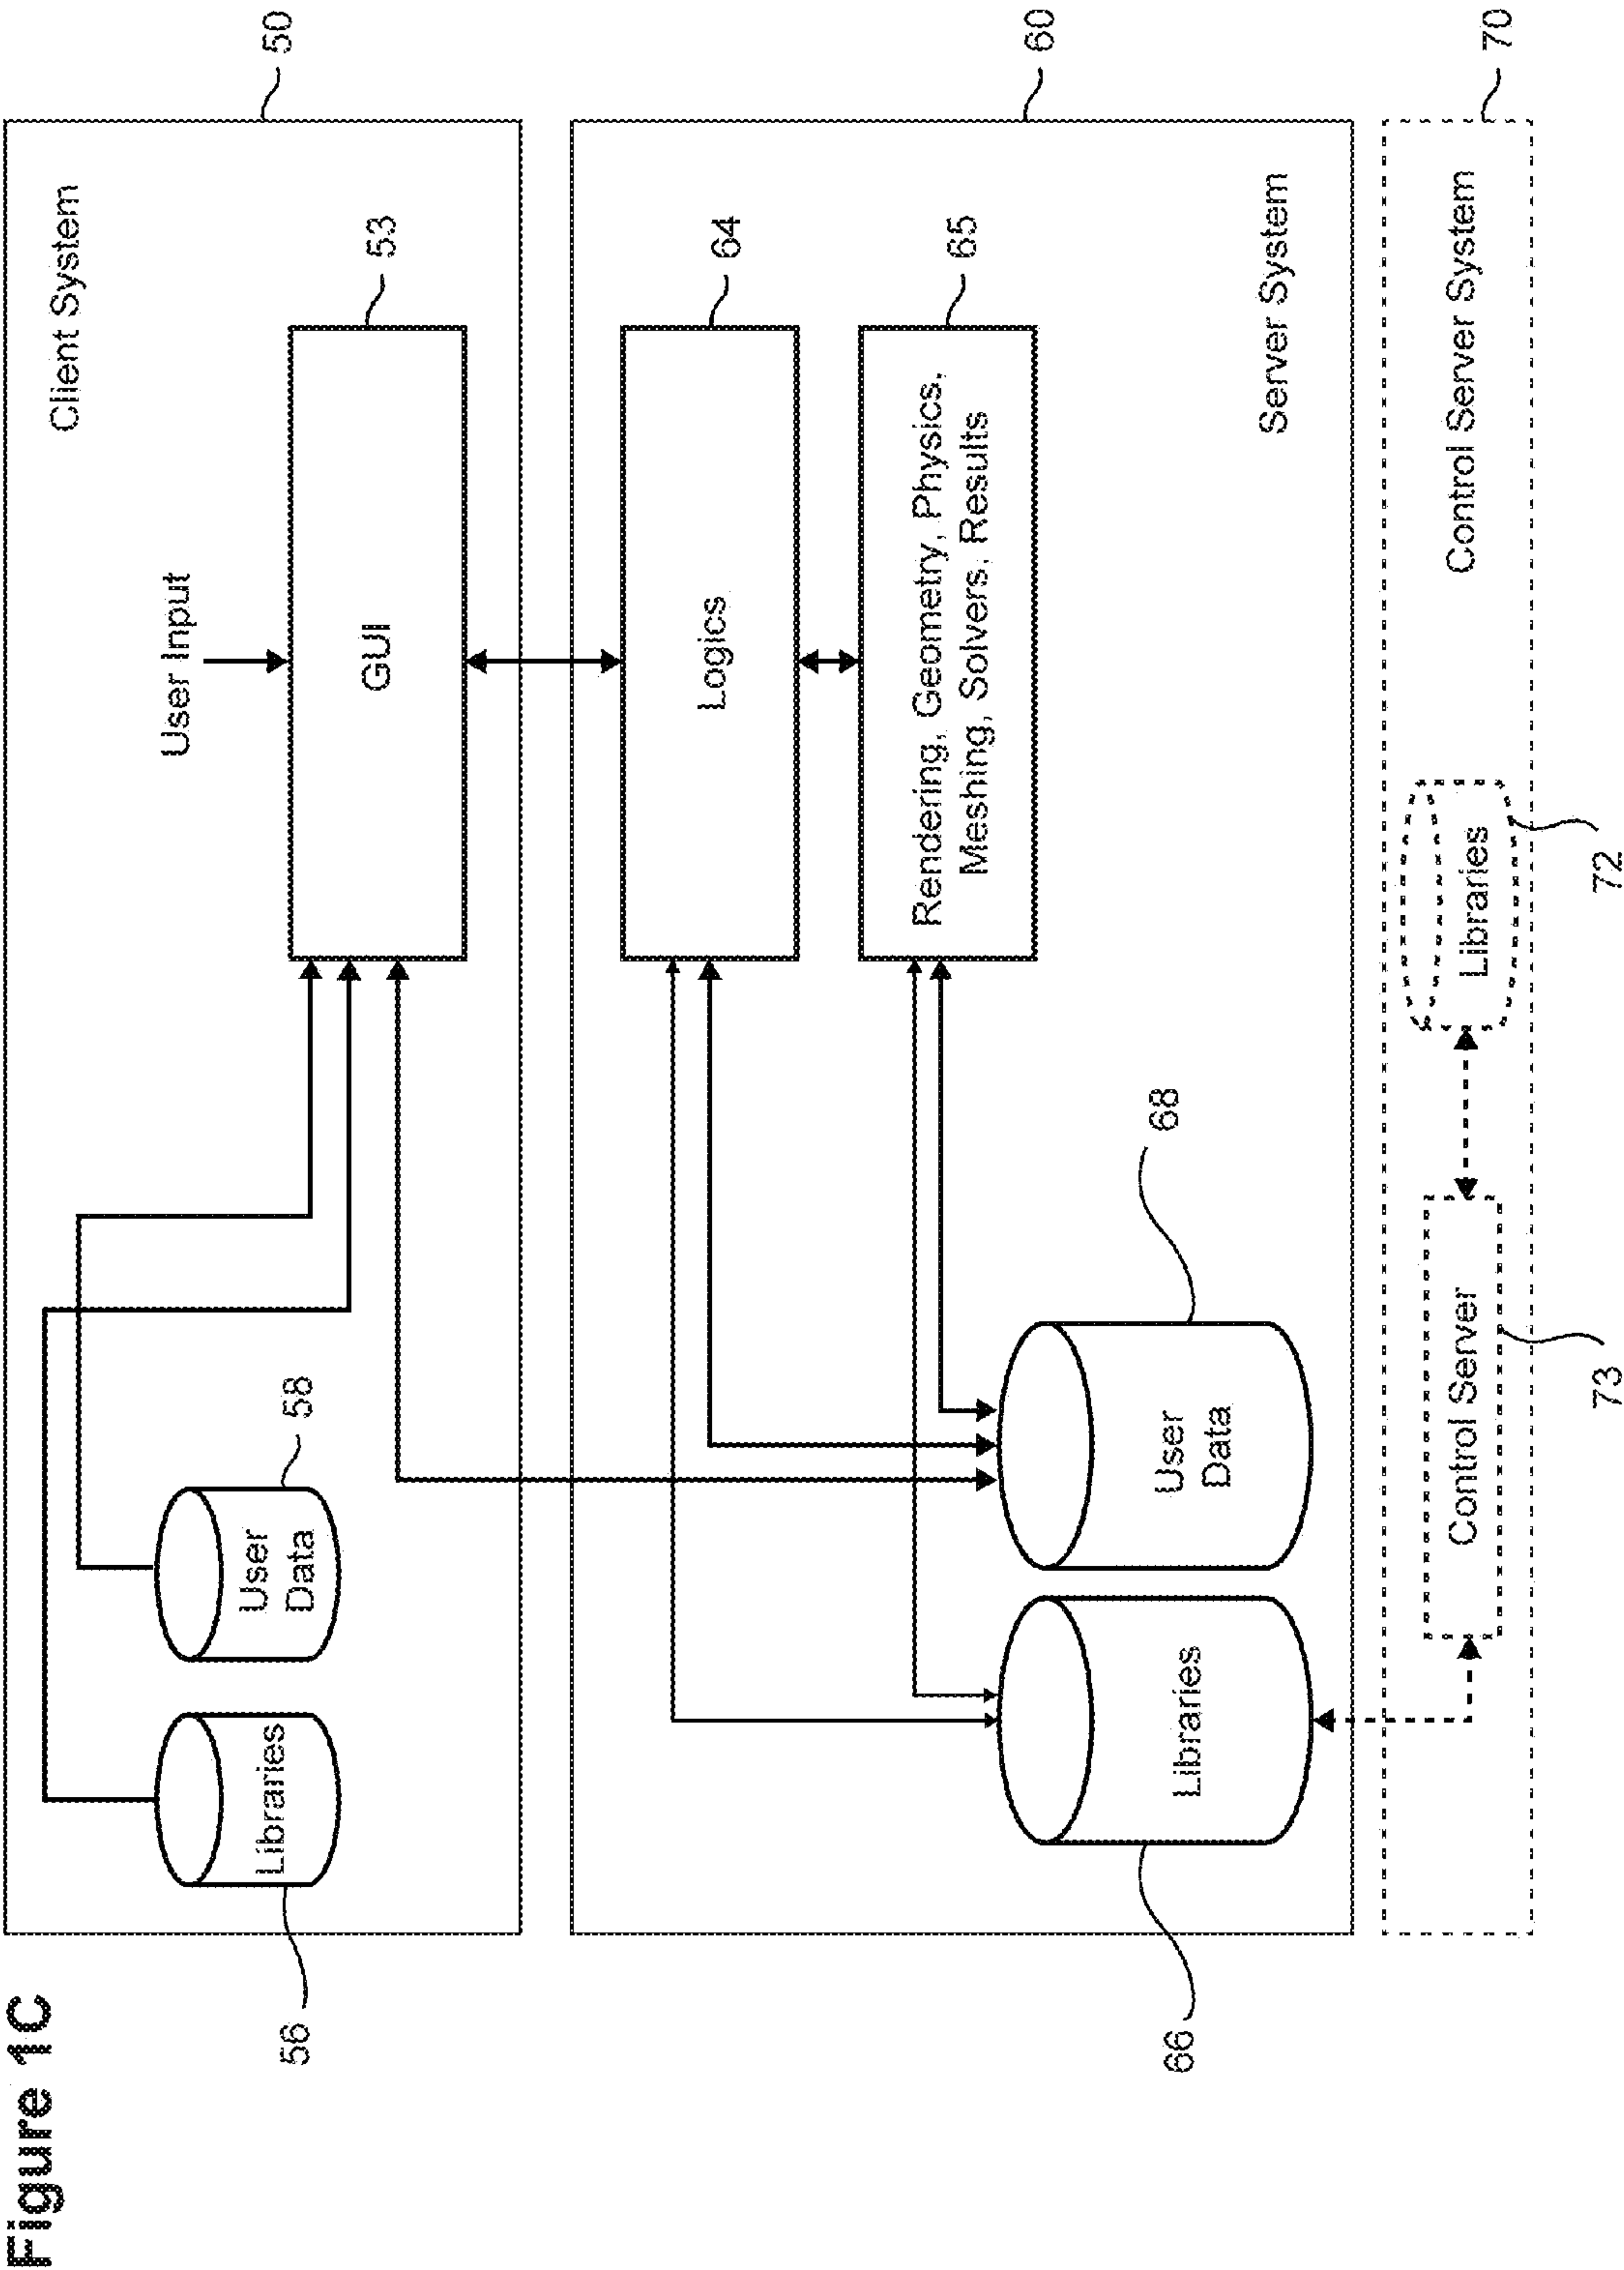 Figure 1C
Client System
50
User Input
GUI
53
Libraries
56
User
Data
58
Logics
64
Rendering, Geometry, Physics,
Meshing, Solvers, Results
65
Libraries
66
User
Data
68
Server System
60
Control Server
73
Libraries
72
Control Server System
70